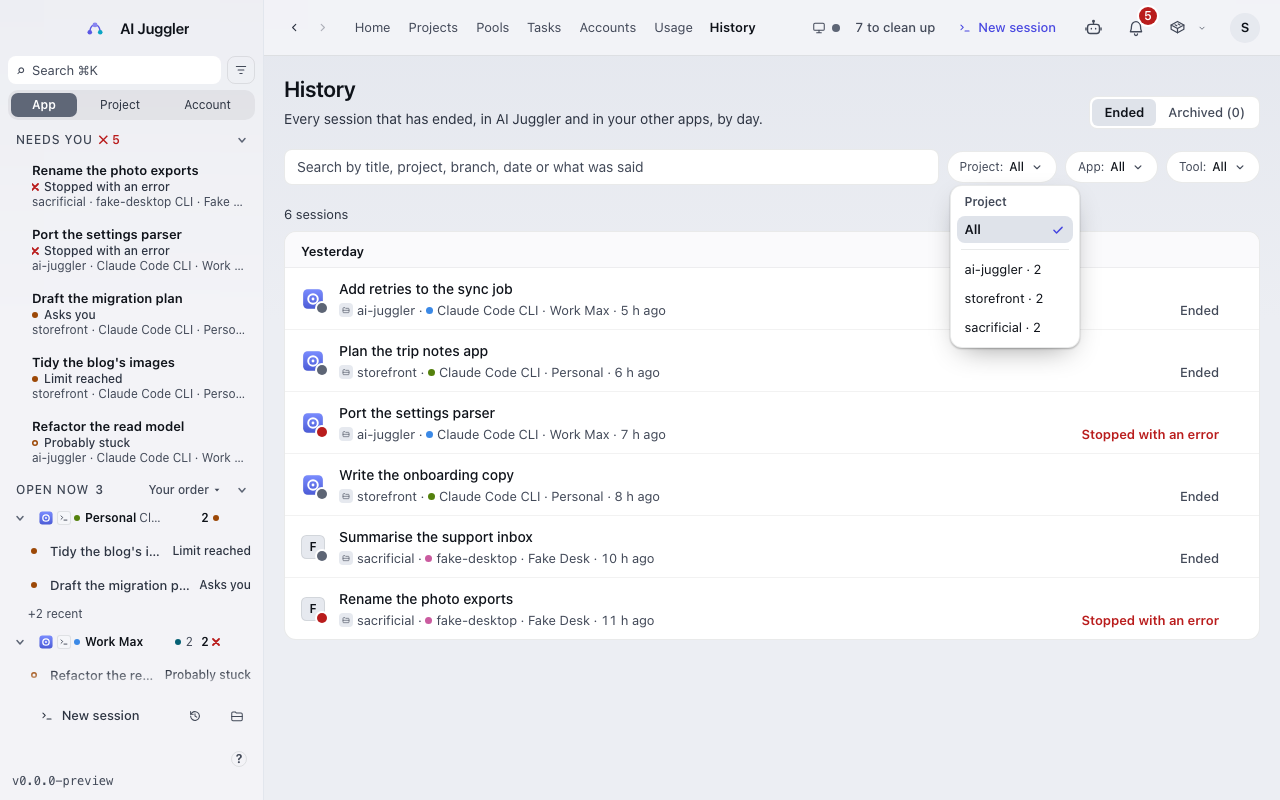 AI Juggler
Search ⌘K
App Project Account
NEEDS YOU 5
Rename the photo exports
Stopped with an error
sacrificial · fake-desktop CLI · Fake ...
Port the settings parser
Stopped with an error
ai-juggler · Claude Code CLI · Work ...
Draft the migration plan
Asks you
storefront · Claude Code CLI · Perso...
Tidy the blog's images
Limit reached
storefront · Claude Code CLI · Perso...
Refactor the read model
Probably stuck
ai-juggler · Claude Code CLI · Work ...
OPEN NOW 3 Your order
Personal Cl... 2
Tidy the blog's i... Limit reached
Draft the migration p... Asks you
+2 recent
Work Max 2 2
Refactor the re... Probably stuck
New session
?
v0.0.0-preview
Home Projects Pools Tasks Accounts Usage History
7 to clean up New session 5 S
History
Every session that has ended, in AI Juggler and in your other apps, by day.
Ended Archived (0)
Search by title, project, branch, date or what was said
Project: All App: All Tool: All
Project
All
ai-juggler · 2
storefront · 2
sacrificial · 2
6 sessions
Yesterday
Add retries to the sync job
ai-juggler · Claude Code CLI · Work Max · 5 h ago Ended
Plan the trip notes app
storefront · Claude Code CLI · Personal · 6 h ago Ended
Port the settings parser
ai-juggler · Claude Code CLI · Work Max · 7 h ago Stopped with an error
Write the onboarding copy
storefront · Claude Code CLI · Personal · 8 h ago Ended
F Summarise the support inbox
sacrificial · fake-desktop · Fake Desk · 10 h ago Ended
F Rename the photo exports
sacrificial · fake-desktop · Fake Desk · 11 h ago Stopped with an error